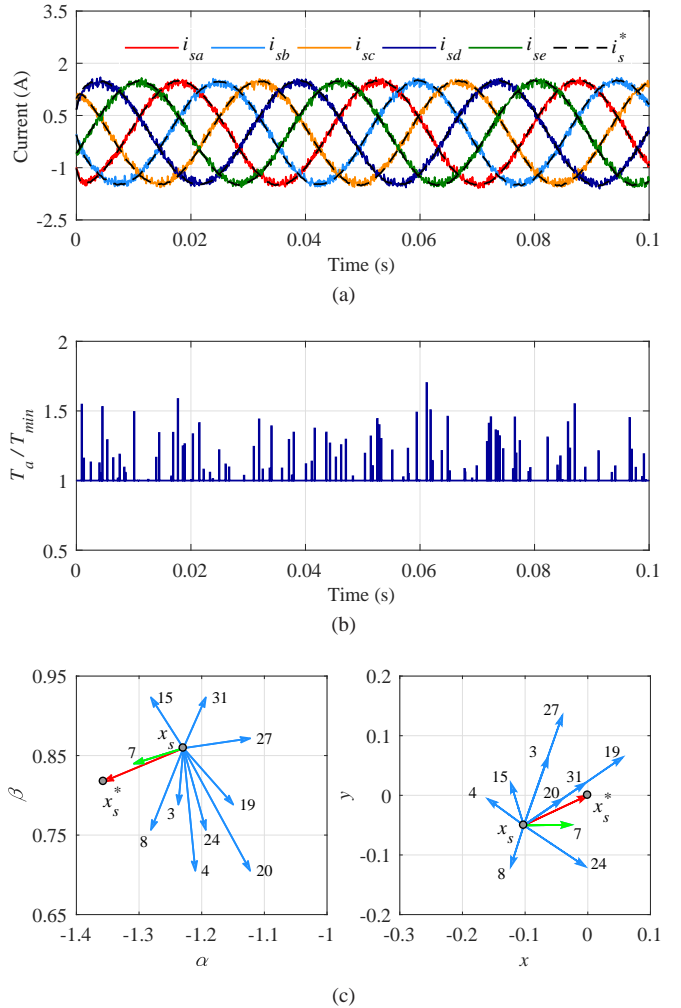 3.5
2
0.5
-1
-2.5
Current (A)
i_sa i_sb i_sc i_sd i_se i_s^*
0 0.02 0.04 0.06 0.08 0.1
Time (s)
(a)
2
1.5
1
0.5
T_a / T_min
0 0.02 0.04 0.06 0.08 0.1
Time (s)
(b)
0.95
0.85
0.75
0.65
β
15 31
x_s
27
7
x_s^*
3
19
8
24
4 20
-1.4 -1.3 -1.2 -1.1 -1
α
0.2
0.1
0
-0.1
-0.2
y
27
3
19
15
31
4
20
x_s^*
x_s
7
24
8
-0.3 -0.2 -0.1 0 0.1
x
(c)